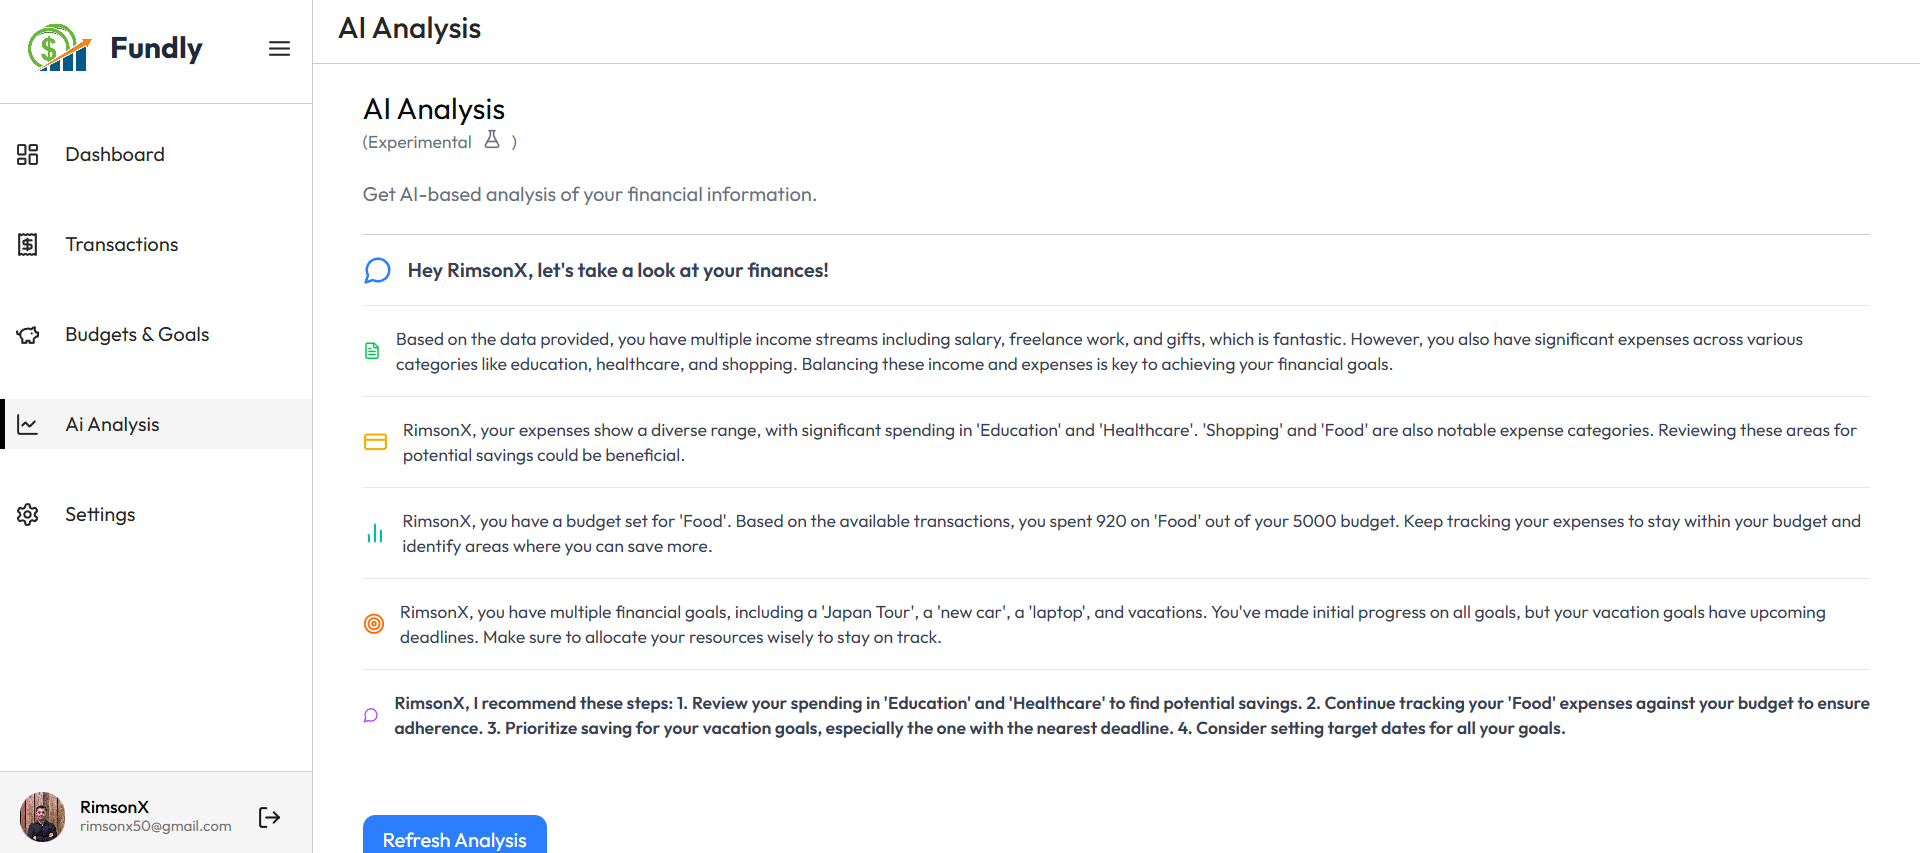 Fundly
Dashboard
Transactions
Budgets & Goals
Ai Analysis
Settings
RimsonX
rimsonx50@gmail.com
AI Analysis
AI Analysis
(Experimental )
Get AI-based analysis of your financial information.
Hey RimsonX, let's take a look at your finances!
Based on the data provided, you have multiple income streams including salary, freelance work, and gifts, which is fantastic. However, you also have significant expenses across various
categories like education, healthcare, and shopping. Balancing these income and expenses is key to achieving your financial goals.
RimsonX, your expenses show a diverse range, with significant spending in 'Education' and 'Healthcare'. 'Shopping' and 'Food' are also notable expense categories. Reviewing these areas for
potential savings could be beneficial.
RimsonX, you have a budget set for 'Food'. Based on the available transactions, you spent 920 on 'Food' out of your 5000 budget. Keep tracking your expenses to stay within your budget and
identify areas where you can save more.
RimsonX, you have multiple financial goals, including a 'Japan Tour', a 'new car', a 'laptop', and vacations. You've made initial progress on all goals, but your vacation goals have upcoming
deadlines. Make sure to allocate your resources wisely to stay on track.
RimsonX, I recommend these steps: 1. Review your spending in 'Education' and 'Healthcare' to find potential savings. 2. Continue tracking your 'Food' expenses against your budget to ensure
adherence. 3. Prioritize saving for your vacation goals, especially the one with the nearest deadline. 4. Consider setting target dates for all your goals.
Refresh Analysis